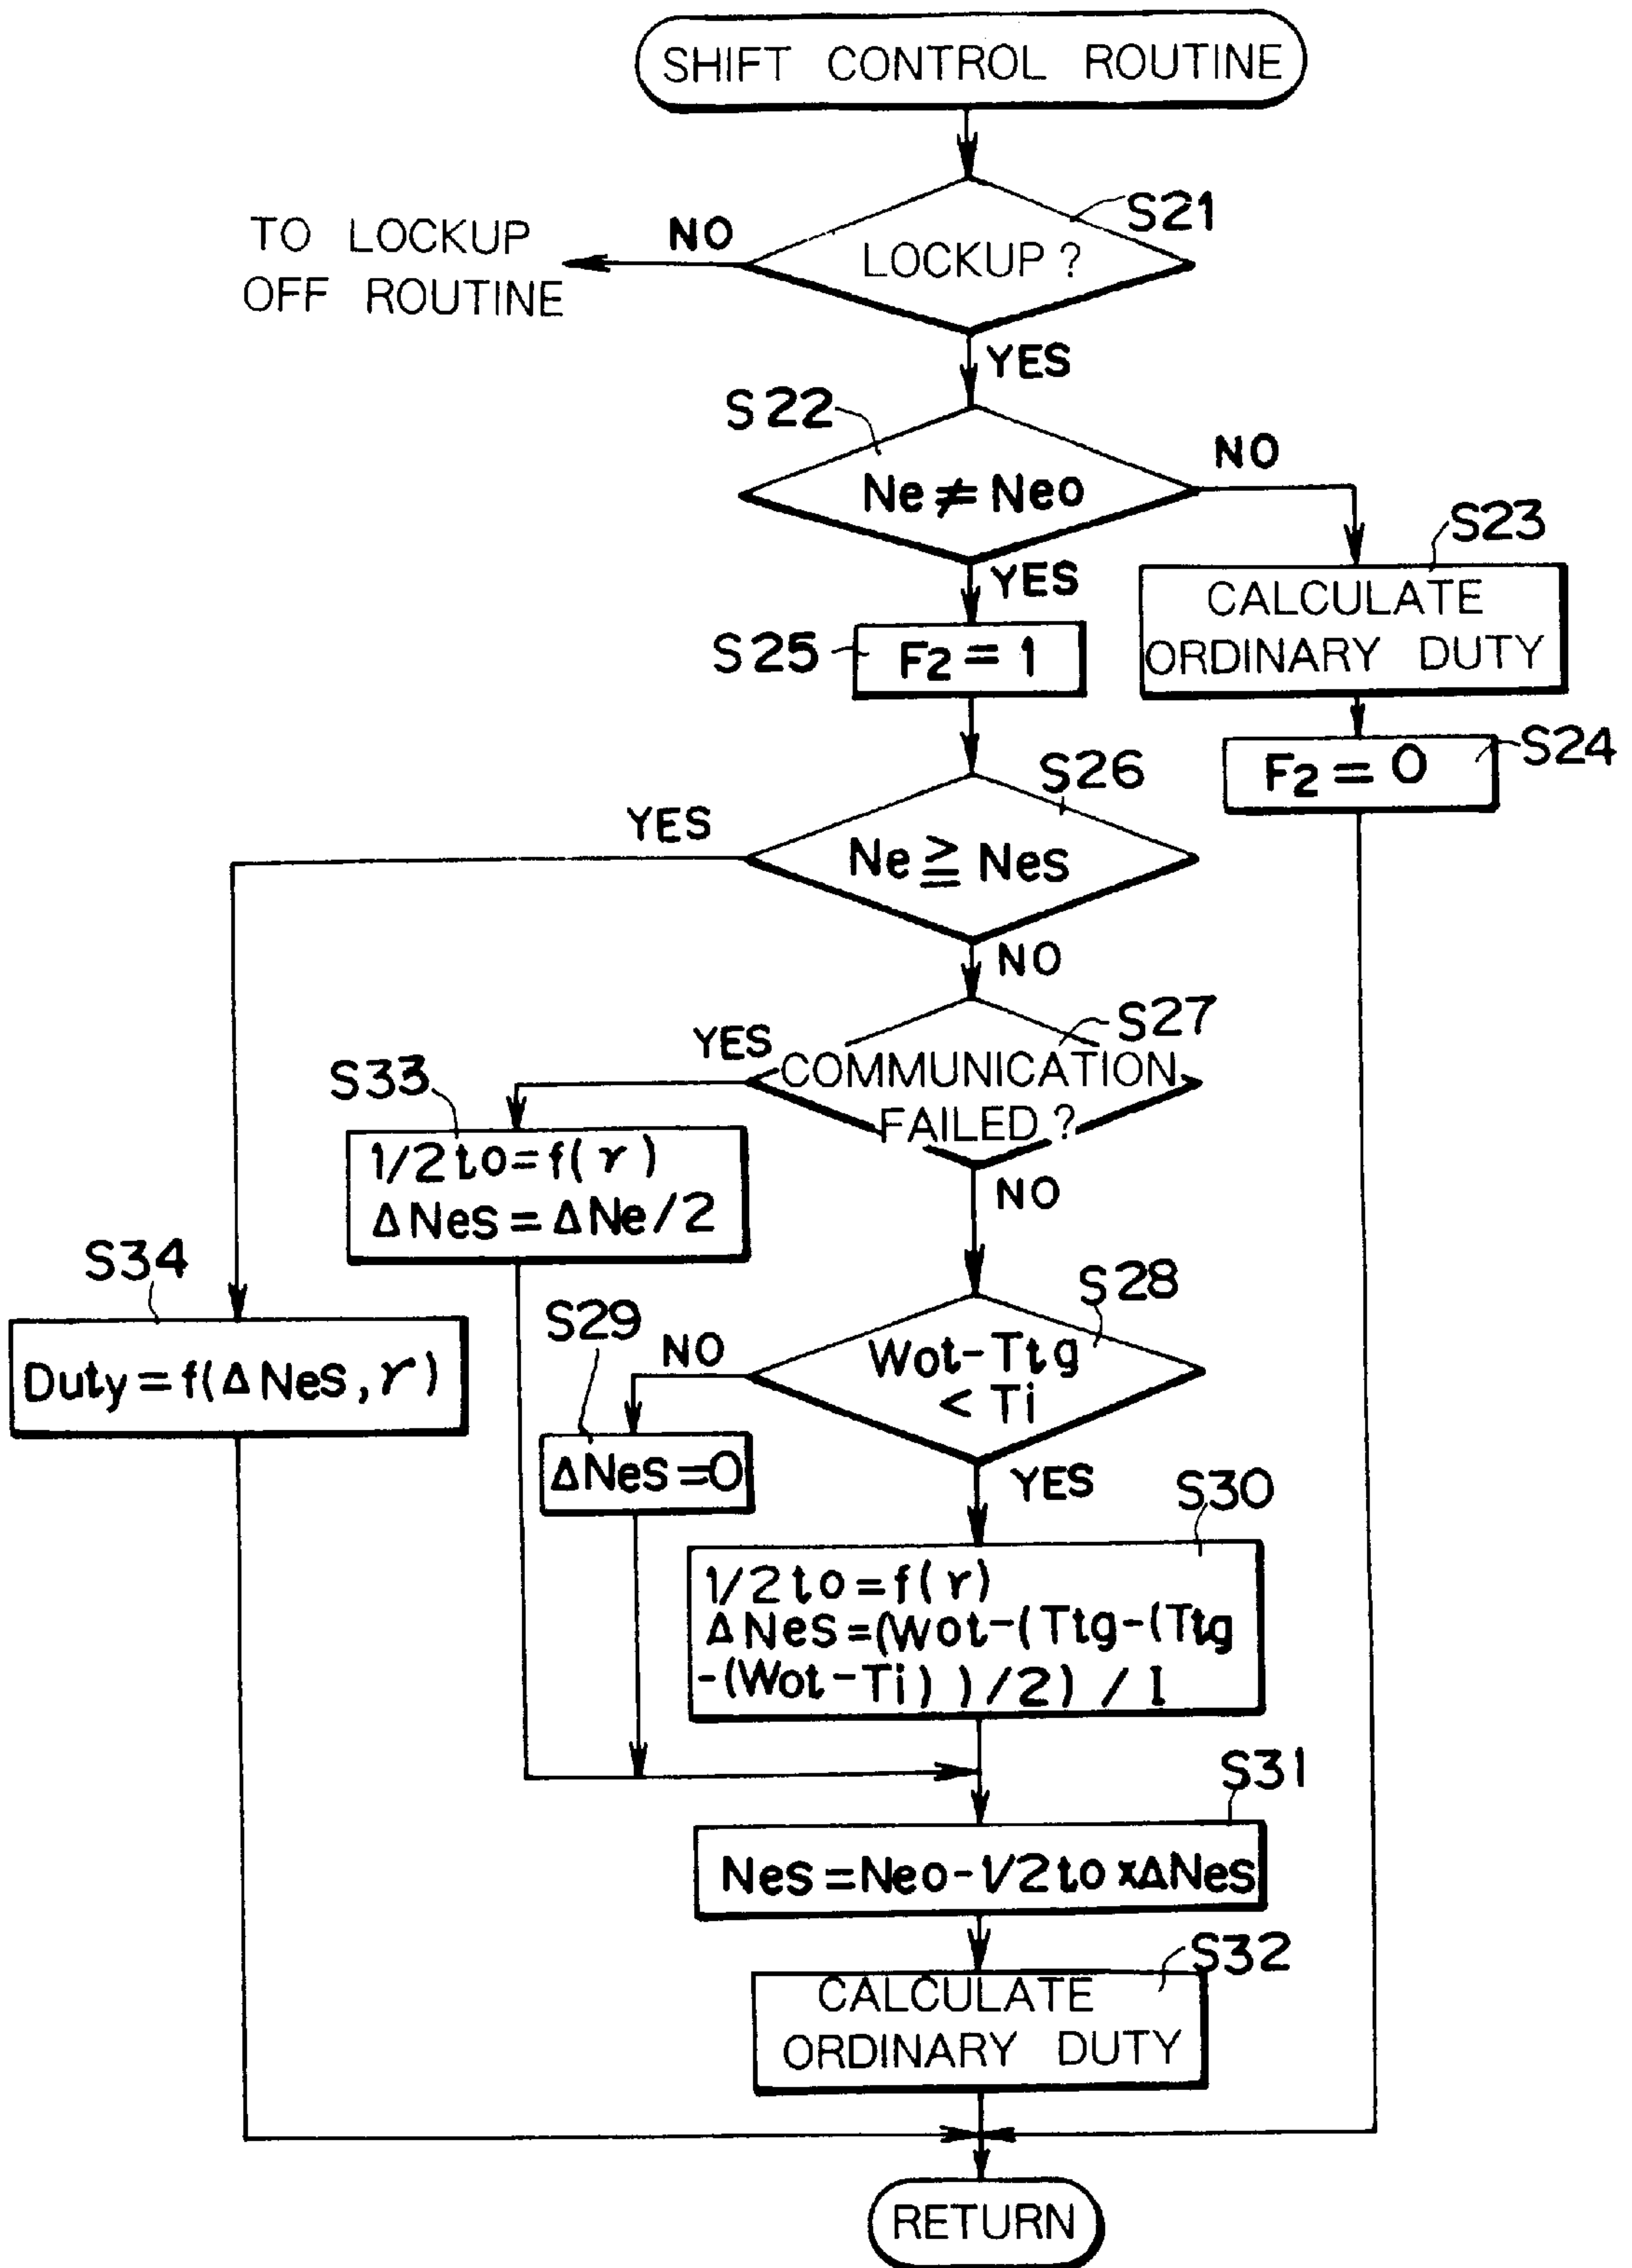 SHIFT CONTROL ROUTINE
S21
LOCKUP ?
NO
TO LOCKUP
OFF ROUTINE
YES
S22
Ne ≠ Neo
NO
S23
CALCULATE
ORDINARY DUTY
YES
S25
F2 = 1
S24
F2 = 0
S26
YES
Ne ≧ Nes
NO
S27
YES
COMMUNICATION
FAILED ?
S33
1/2 to = f(r)
ΔNes = ΔNe/2
NO
S34
Duty = f(ΔNes, r)
S28
S29
NO
Wot-Ttg
< Ti
ΔNes = 0
YES
S30
1/2 to = f(r)
ΔNes = (Wot-(Ttg-(Ttg
-(Wot-Ti))/2) / I
S31
Nes = Neo - 1/2 to x ΔNes
S32
CALCULATE
ORDINARY DUTY
RETURN